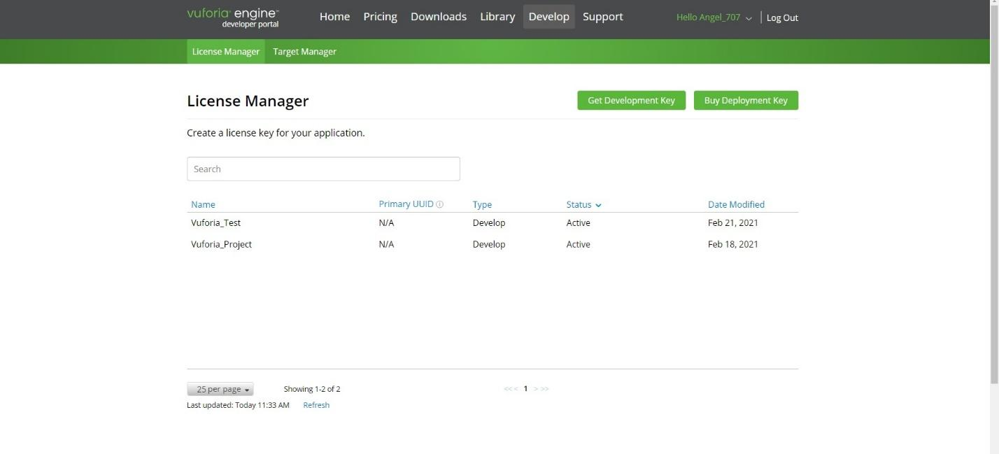 vuforia® engine™ Home Pricing Downloads Library Develop Support Hello Angel_707 Log Out
developer portal
License Manager Target Manager
License Manager Get Development Key Buy Deployment Key
Create a license key for your application.
Search
Name Primary UUID Type Status Date Modified
Vuforia_Test N/A Develop Active Feb 21, 2021
Vuforia_Project N/A Develop Active Feb 18, 2021
25 per page Showing 1-2 of 2 << < 1 > >>
Last updated: Today 11:33 AM Refresh